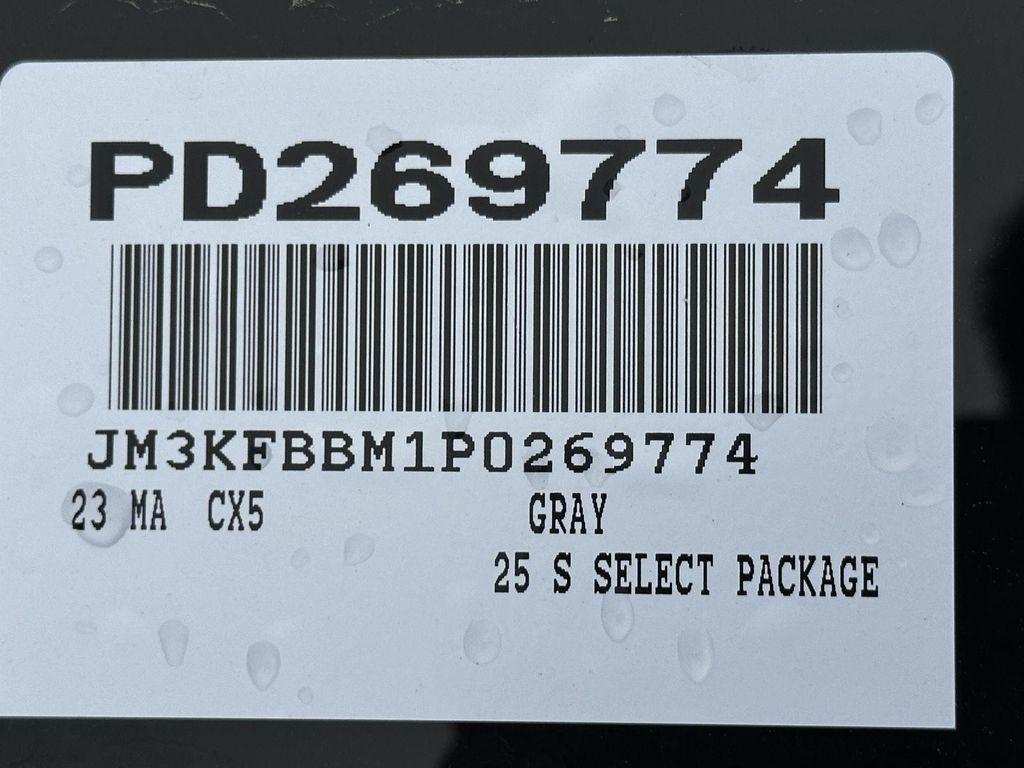 PD269774
JM3KFBBM1P0269774
23 MA CX5 GRAY
25 S SELECT PACKAGE